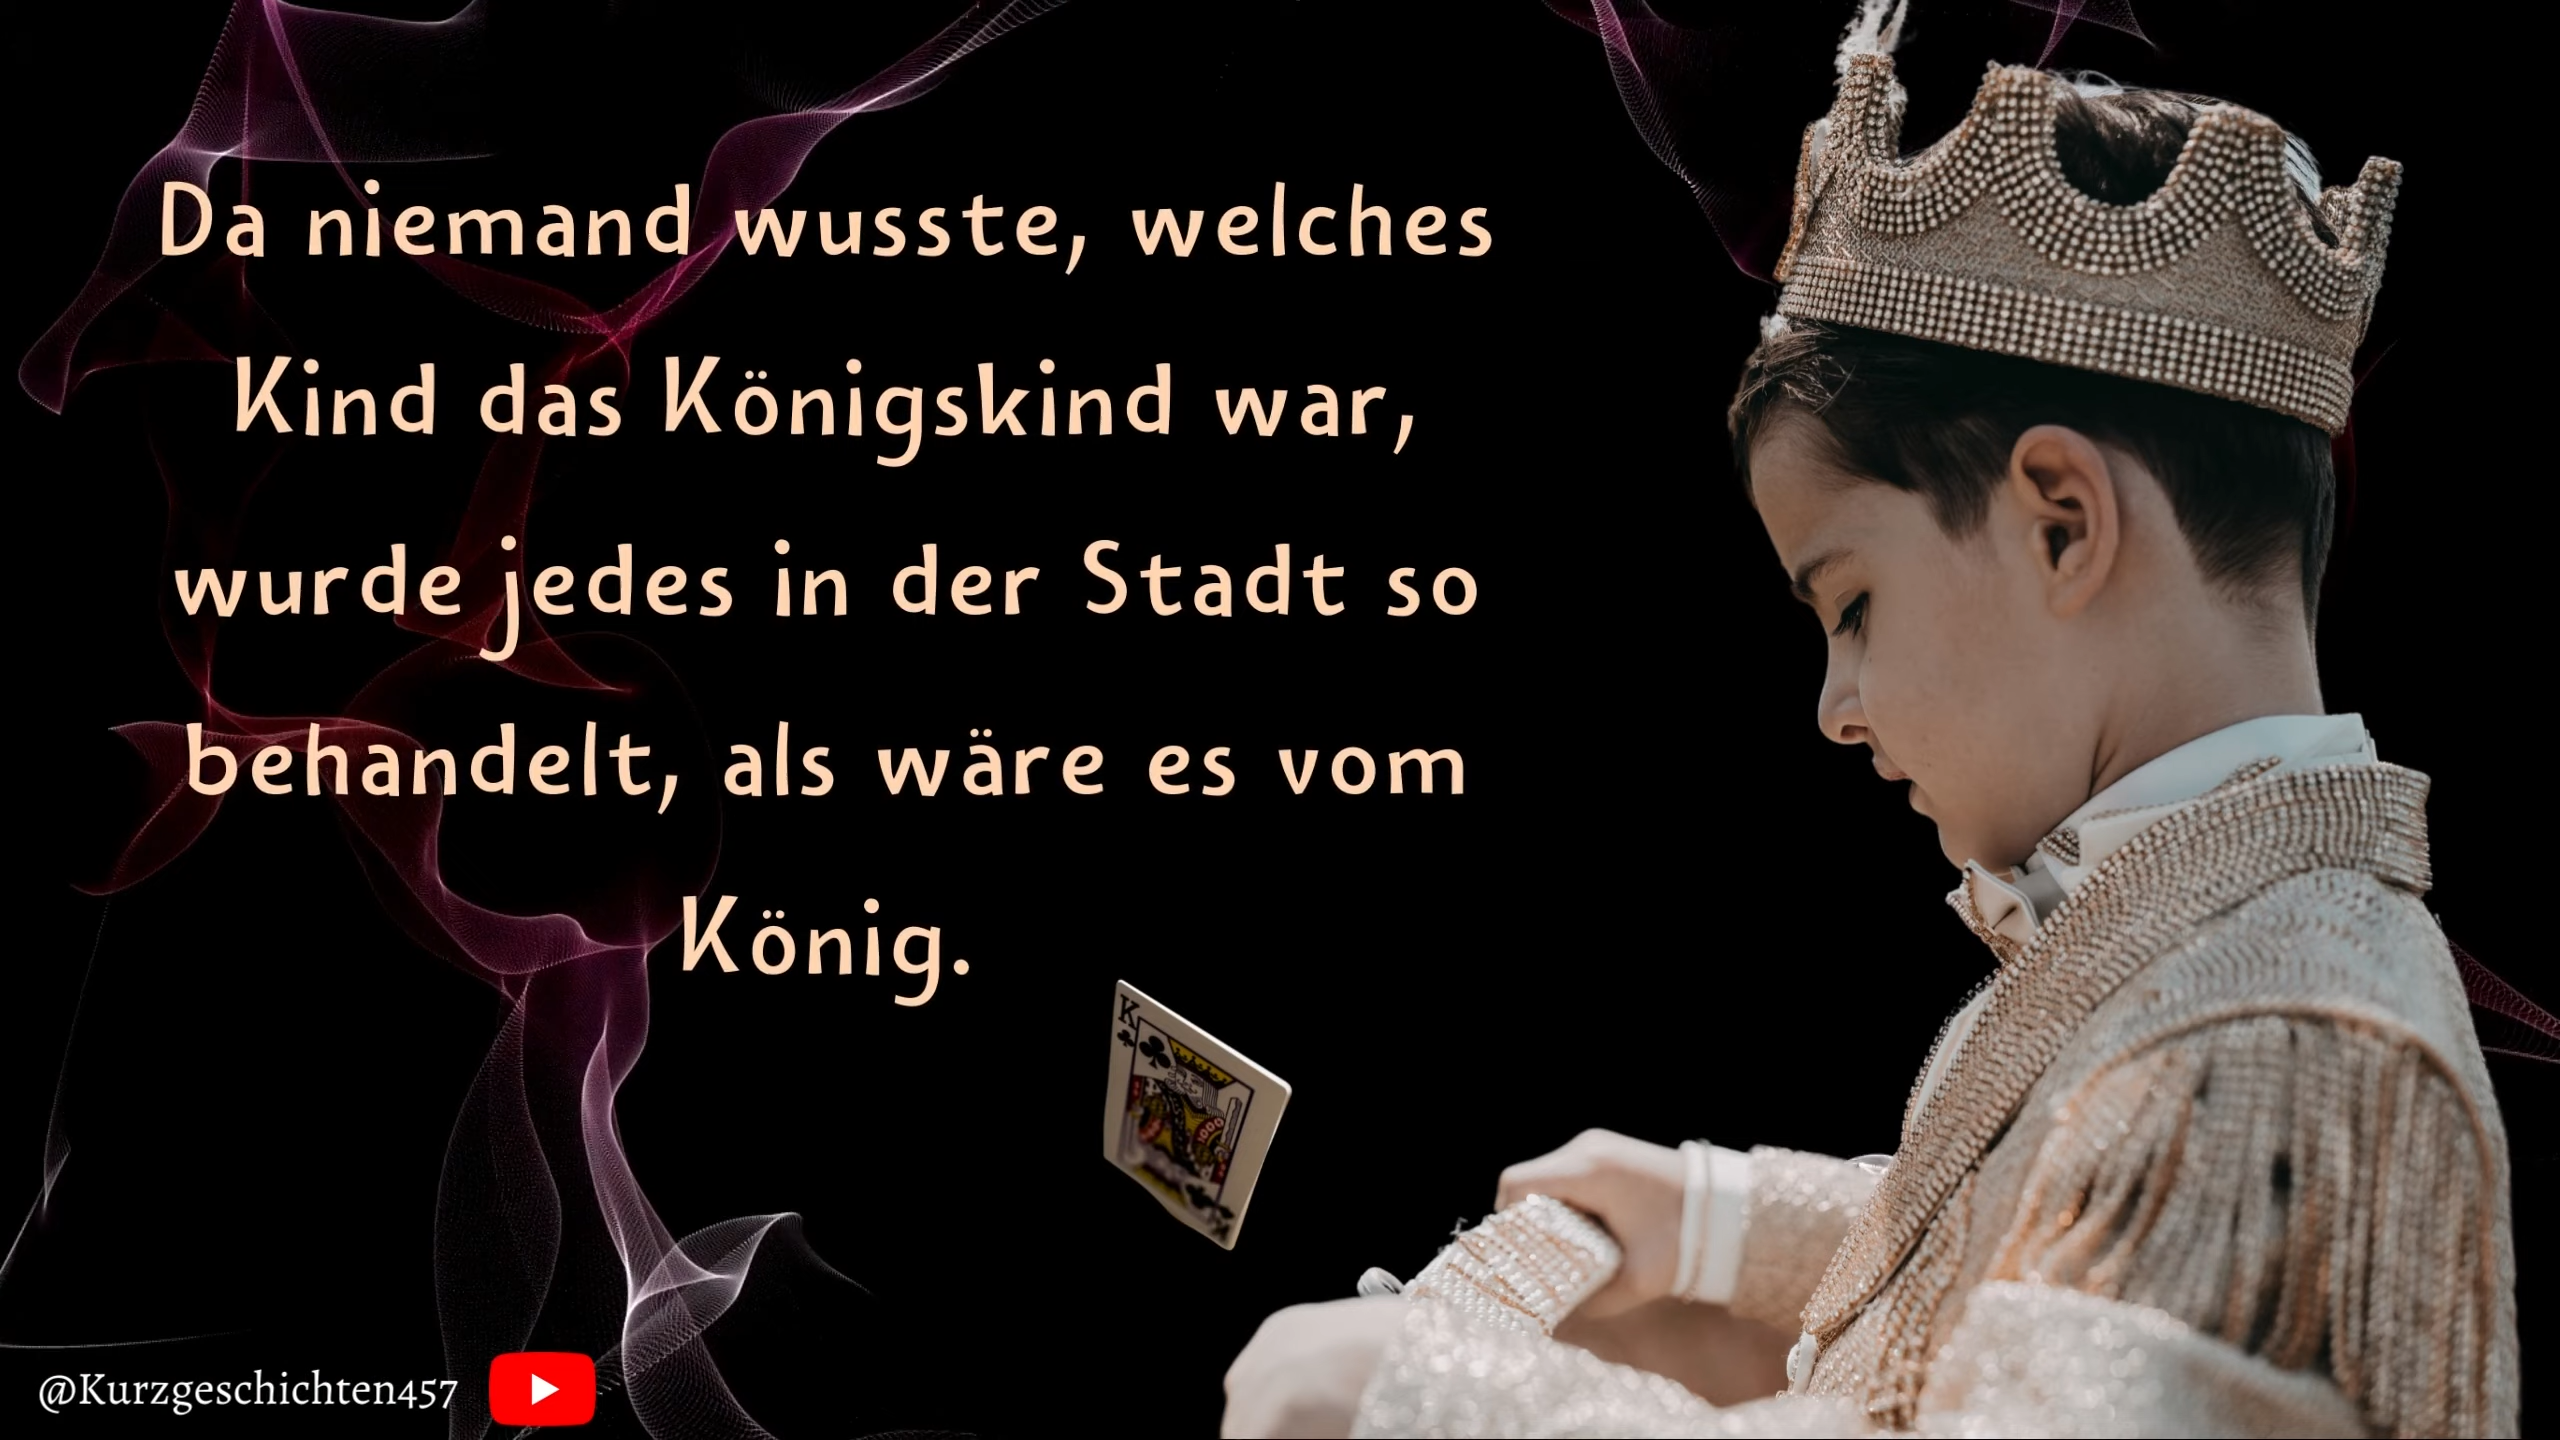 Da niemand wusste, welches
Kind das Königskind war,
wurde jedes in der Stadt so
behandelt, als wäre es vom
König.
K
1000
@Kurzgeschichten457